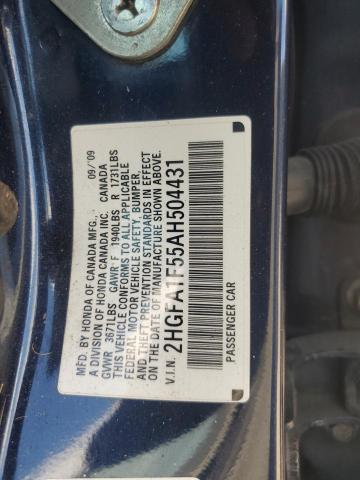 MFD. BY HONDA OF CANADA MFG. 09/'09
A DIVISION OF HONDA CANADA INC. CANADA
GVWR 3671LBS GAWR-F 1940LBS R 1731LBS
THIS VEHICLE CONFORMS TO ALL APPLICABLE
FEDERAL MOTOR VEHICLE SAFETY, BUMPER,
AND THEFT PREVENTION STANDARDS IN EFFECT
ON THE DATE OF MANUFACTURE SHOWN ABOVE.
V.I.N. 2HGFA1F55AH504431
PASSENGER CAR